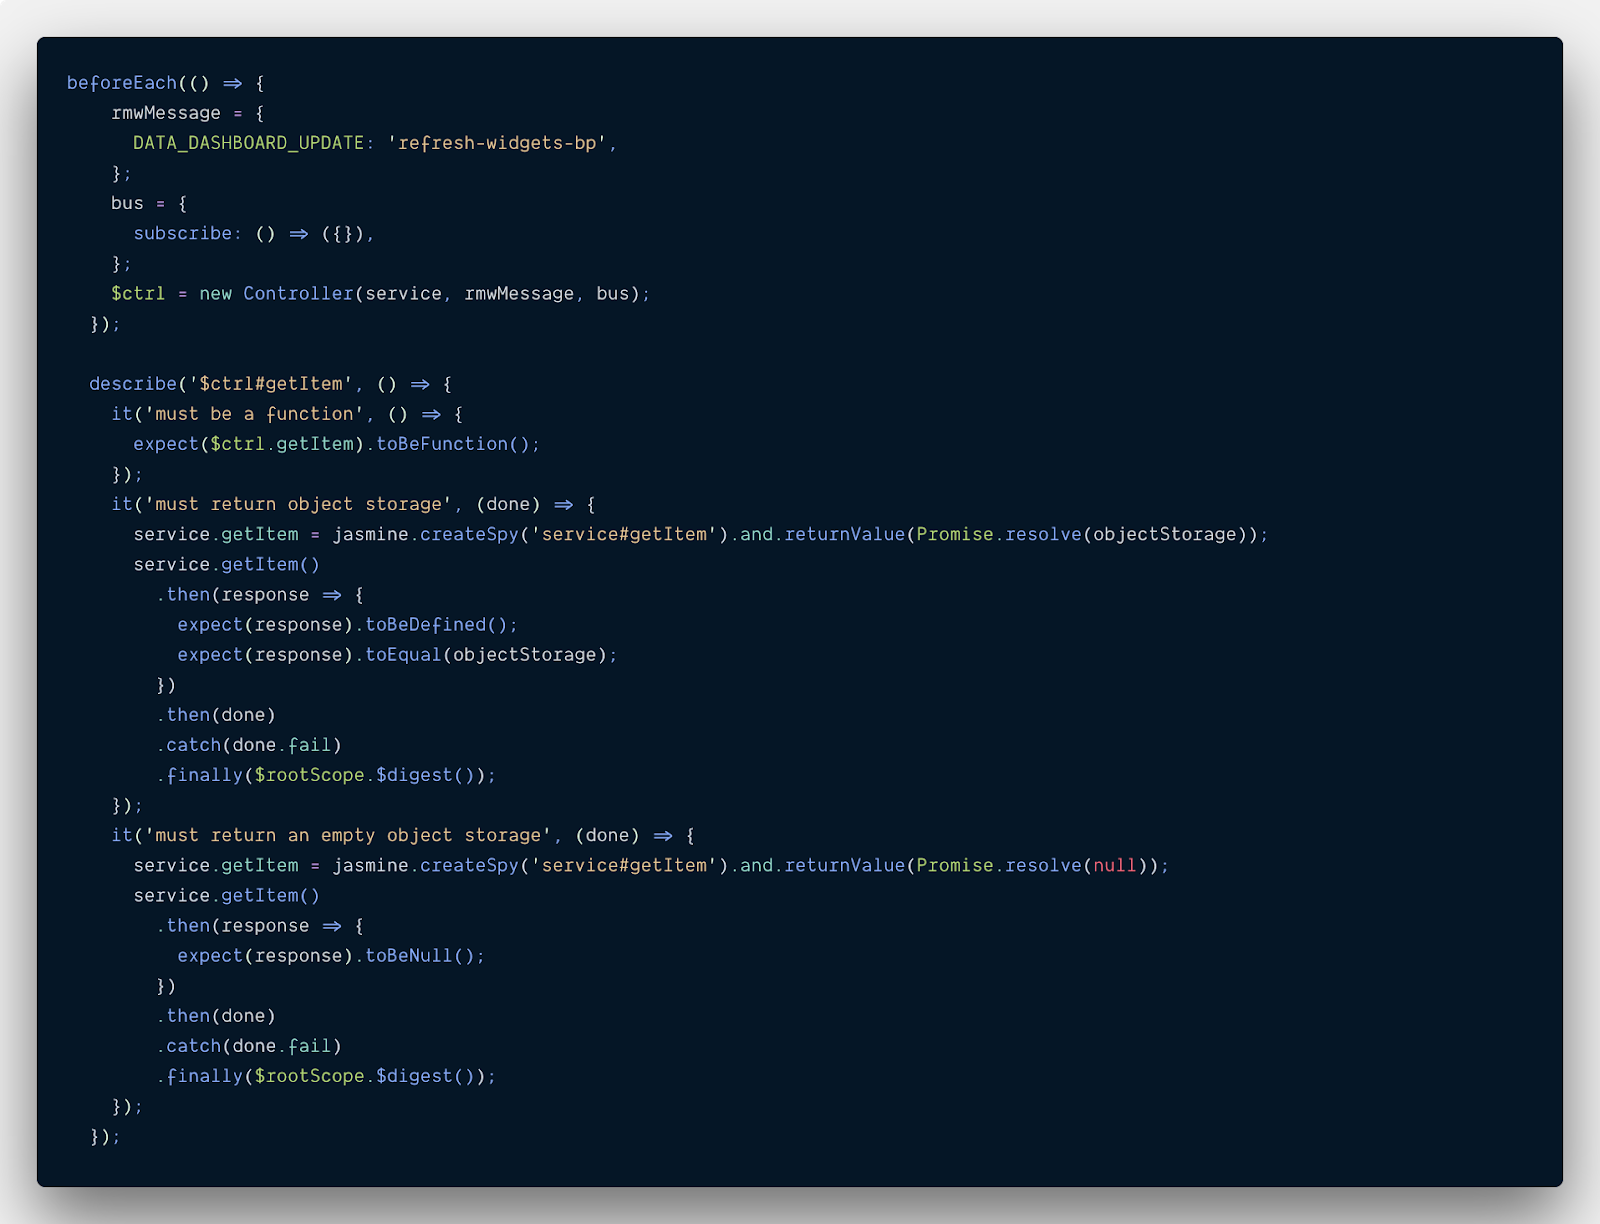 beforeEach(() => {
    rmwMessage = {
      DATA_DASHBOARD_UPDATE: 'refresh-widgets-bp',
    };
    bus = {
      subscribe: () => ({}),
    };
    $ctrl = new Controller(service, rmwMessage, bus);
  });

  describe('$ctrl#getItem', () => {
    it('must be a function', () => {
      expect($ctrl.getItem).toBeFunction();
    });
    it('must return object storage', (done) => {
      service.getItem = jasmine.createSpy('service#getItem').and.returnValue(Promise.resolve(objectStorage));
      service.getItem()
        .then(response => {
          expect(response).toBeDefined();
          expect(response).toEqual(objectStorage);
        })
        .then(done)
        .catch(done.fail)
        .finally($rootScope.$digest());
    });
    it('must return an empty object storage', (done) => {
      service.getItem = jasmine.createSpy('service#getItem').and.returnValue(Promise.resolve(null));
      service.getItem()
        .then(response => {
          expect(response).toBeNull();
        })
        .then(done)
        .catch(done.fail)
        .finally($rootScope.$digest());
    });
  });